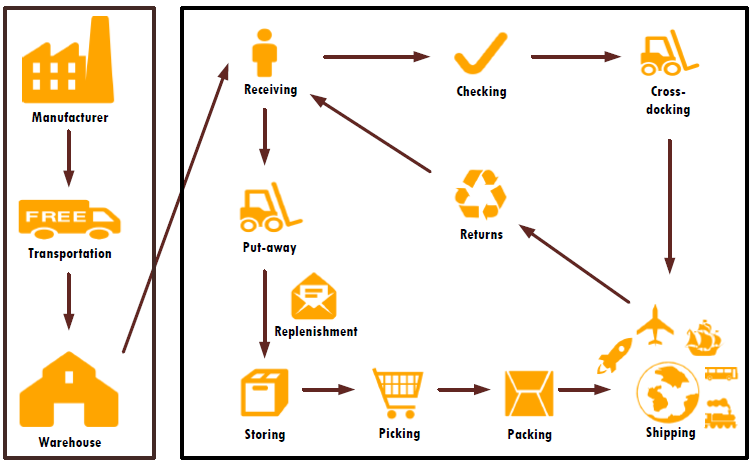 Manufacturer
FREE
Transportation
Warehouse
Receiving
Checking
Cross-
docking
Put-away
Returns
Replenishment
Storing
Picking
Packing
Shipping